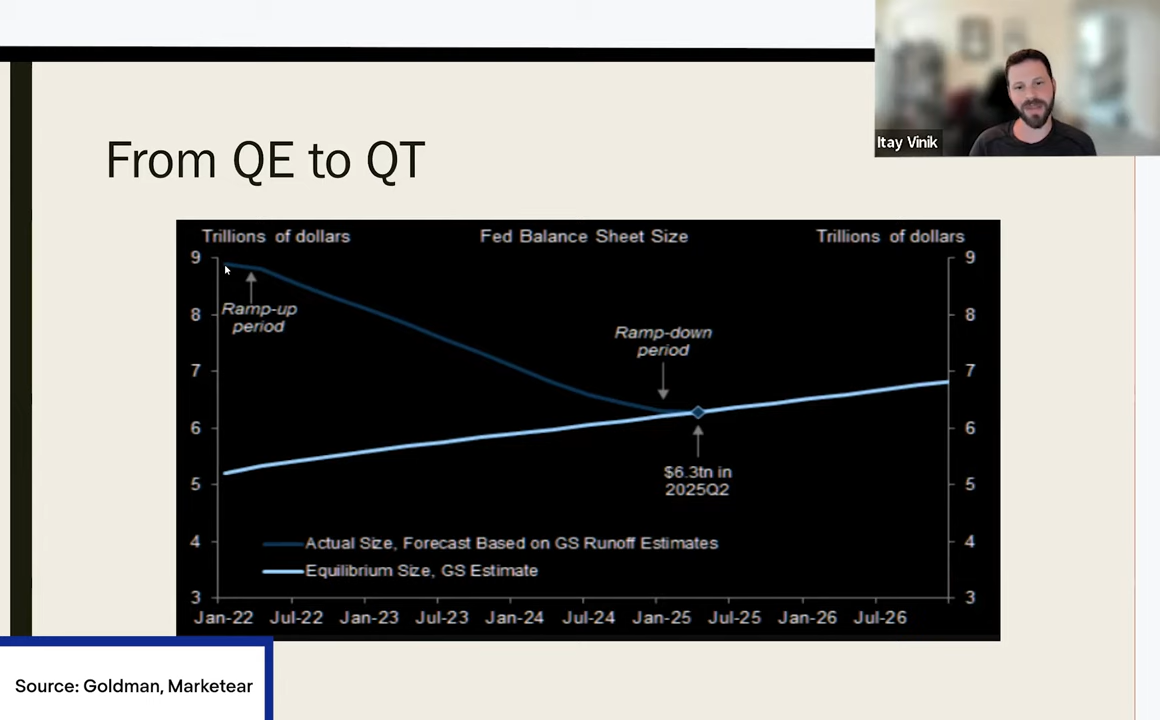 Itay Vinik
From QE to QT
Trillions of dollars
Fed Balance Sheet Size
Trillions of dollars
9
8
7
6
5
4
3
9
8
7
6
5
4
3
Ramp-up
period
Ramp-down
period
$6.3tn in
2025Q2
Actual Size, Forecast Based on GS Runoff Estimates
Equilibrium Size, GS Estimate
Jan-22 Jul-22 Jan-23 Jul-23 Jan-24 Jul-24 Jan-25 Jul-25 Jan-26 Jul-26
Source: Goldman, Marketear